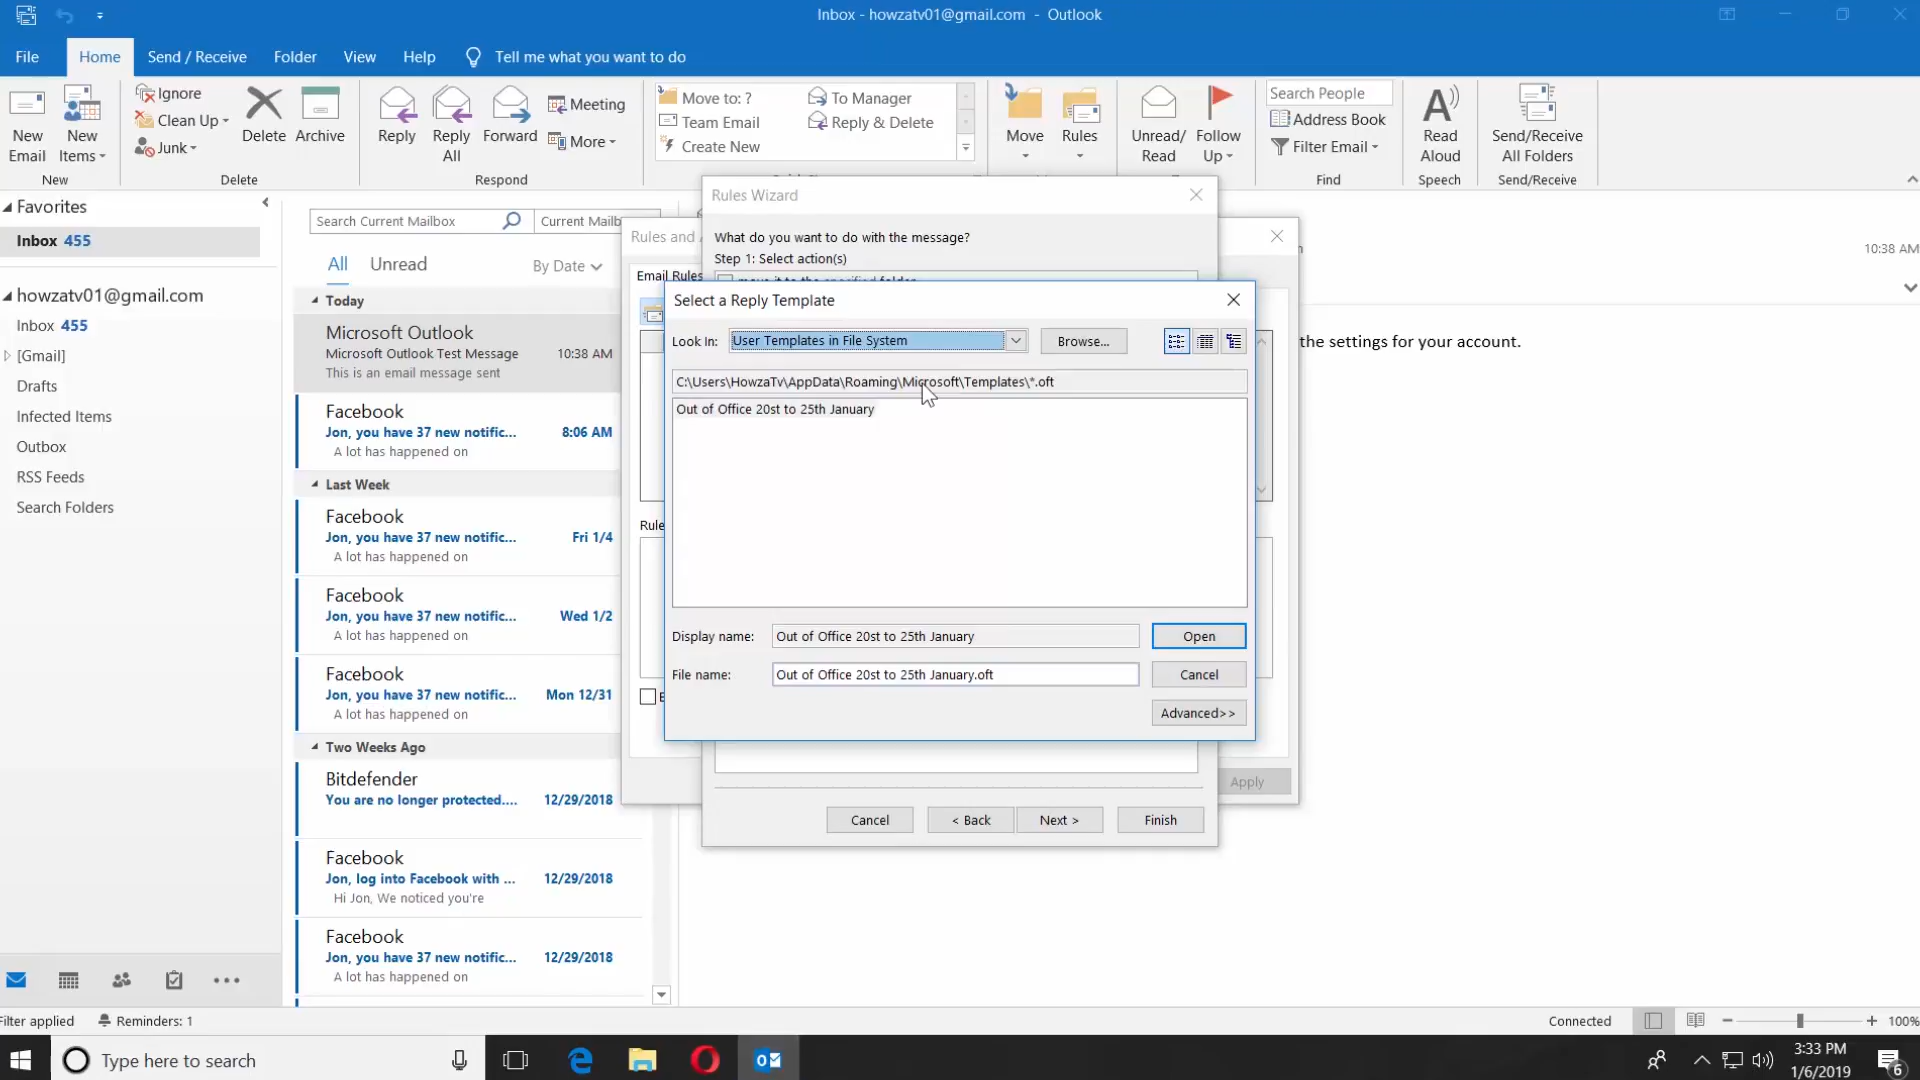 Inbox - howzatv01@gmail.com - Outlook
File Home Send / Receive Folder View Help Tell me what you want to do
New Email
New Items
Ignore
Clean Up
Junk
Delete
Archive
Reply
Reply All
Forward
Meeting
More
Move to: ?
Team Email
Create New
To Manager
Reply & Delete
Move
Rules
Unread/ Read
Follow Up
Search People
Address Book
Filter Email
Read Aloud
Send/Receive All Folders
New Delete Respond Find Speech Send/Receive
Favorites
Inbox 455
howzatv01@gmail.com
Inbox 455
[Gmail]
Drafts
Infected Items
Outbox
RSS Feeds
Search Folders
Search Current Mailbox
Current Mailb
All Unread By Date
Today
Microsoft Outlook
Microsoft Outlook Test Message 10:38 AM
This is an email message sent
Facebook
Jon, you have 37 new notific... 8:06 AM
A lot has happened on
Last Week
Facebook
Jon, you have 37 new notific... Fri 1/4
A lot has happened on
Facebook
Jon, you have 37 new notific... Wed 1/2
A lot has happened on
Facebook
Jon, you have 37 new notific... Mon 12/31
A lot has happened on
Two Weeks Ago
Bitdefender
You are no longer protected.... 12/29/2018
Facebook
Jon, log into Facebook with ... 12/29/2018
Hi Jon, We noticed you're
Facebook
Jon, you have 37 new notific... 12/29/2018
A lot has happened on
Rules and
Email Rules
Rule
Apply
Rules Wizard
What do you want to do with the message?
Step 1: Select action(s)
move it to the specified folder
Select a Reply Template
Look In: User Templates in File System Browse...
C:\Users\HowzaTv\AppData\Roaming\Microsoft\Templates\*.oft
Out of Office 20st to 25th January
Display name: Out of Office 20st to 25th January Open
File name: Out of Office 20st to 25th January.oft Cancel
Advanced>>
Cancel < Back Next > Finish
10:38 AM
the settings for your account.
Filter applied Reminders: 1 Connected 100%
Type here to search
3:33 PM
1/6/2019
6